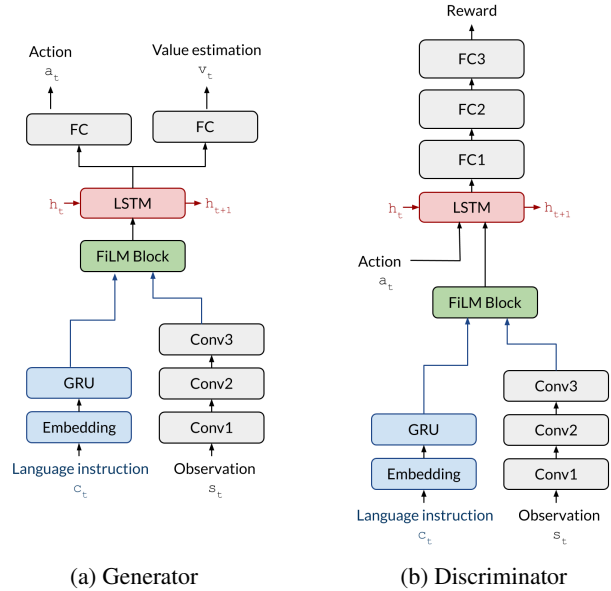 Action
a_t
Value estimation
v_t
FC
FC
h_t
LSTM
h_{t+1}
FiLM Block
GRU
Embedding
Conv3
Conv2
Conv1
Language instruction
c_t
Observation
s_t
(a) Generator
Reward
FC3
FC2
FC1
h_t
LSTM
h_{t+1}
Action
a_t
FiLM Block
GRU
Embedding
Conv3
Conv2
Conv1
Language instruction
c_t
Observation
s_t
(b) Discriminator